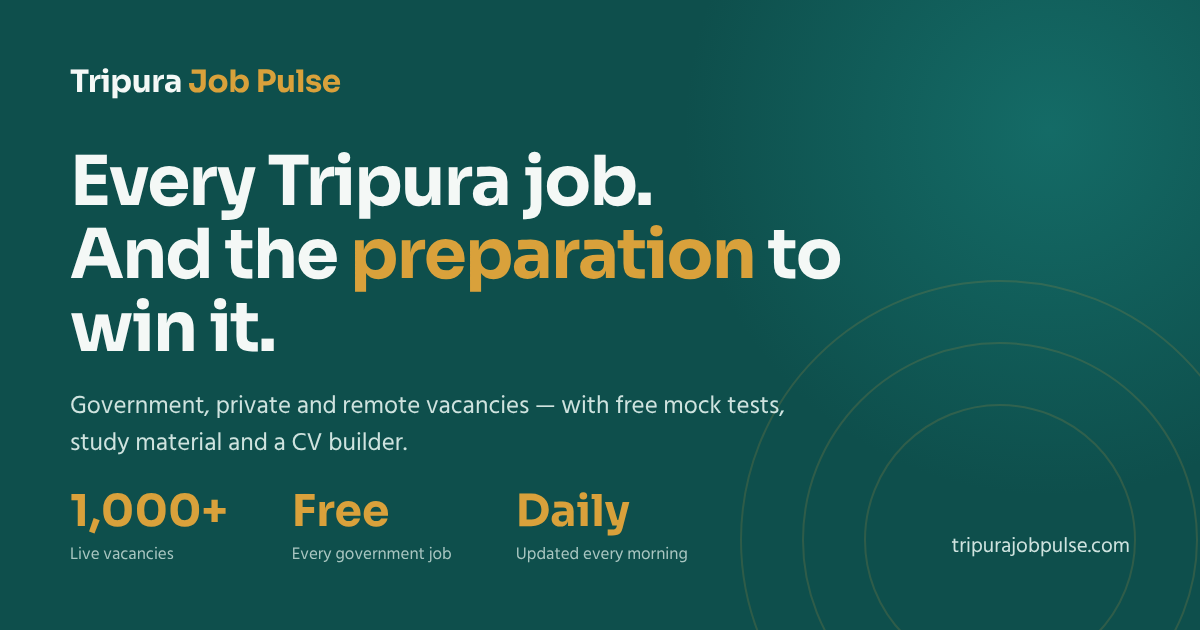 Tripura Job Pulse
Every Tripura job.
And the preparation to
win it.
Government, private and remote vacancies — with free mock tests,
study material and a CV builder.
1,000+
Live vacancies
Free
Every government job
Daily
Updated every morning
tripurajobpulse.com